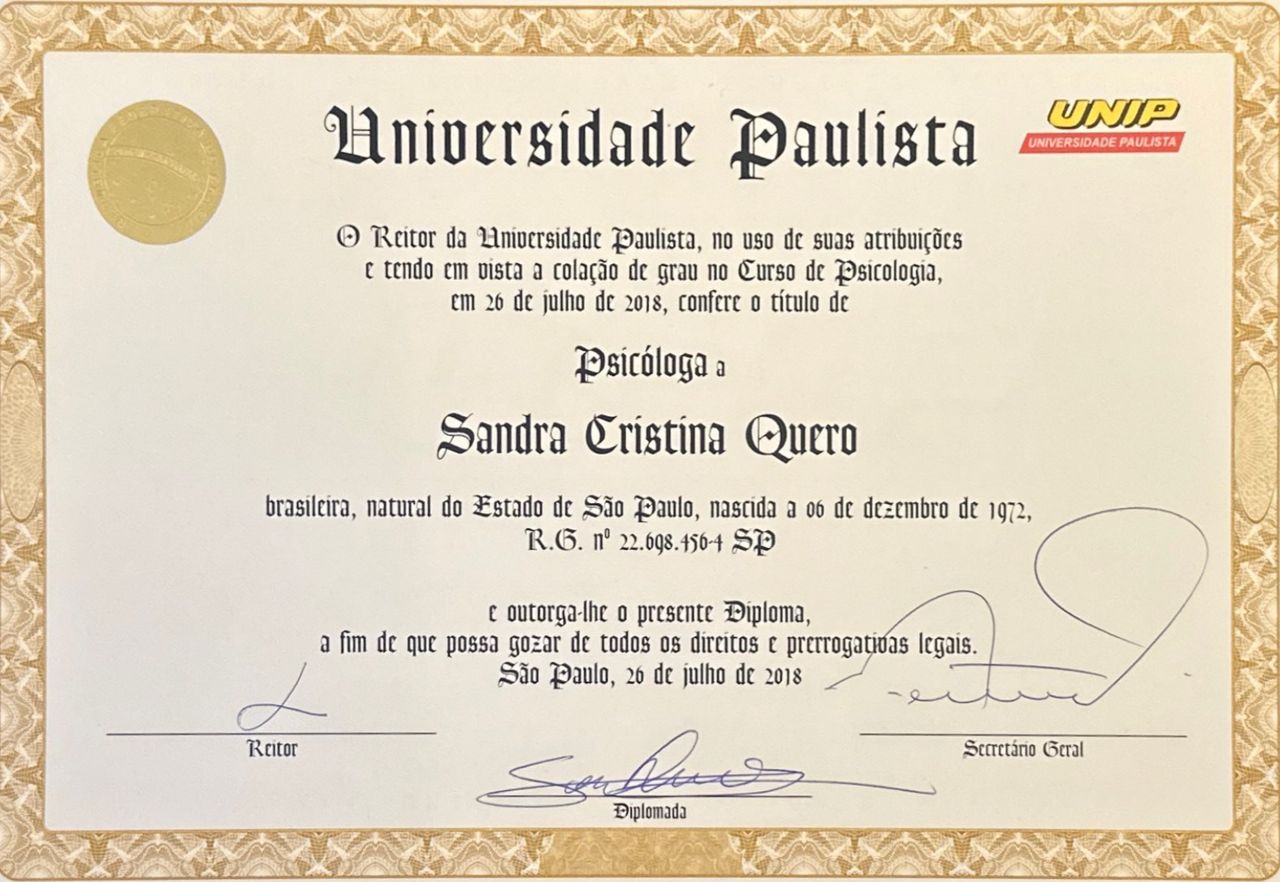 Universidade Paulista
UNIP
UNIVERSIDADE PAULISTA
O Reitor da Universidade Paulista, no uso de suas atribuições
e tendo em vista a colação de grau no Curso de Psicologia,
em 26 de julho de 2018, confere o título de
Psicóloga a
Sandra Cristina Quero
brasileira, natural do Estado de São Paulo, nascida a 06 de dezembro de 1972,
R.G. nº 22.698.456-4 SP
e outorga-lhe o presente Diploma,
a fim de que possa gozar de todos os direitos e prerrogativas legais.
São Paulo, 26 de julho de 2018
Reitor
Secretário Geral
Diplomada